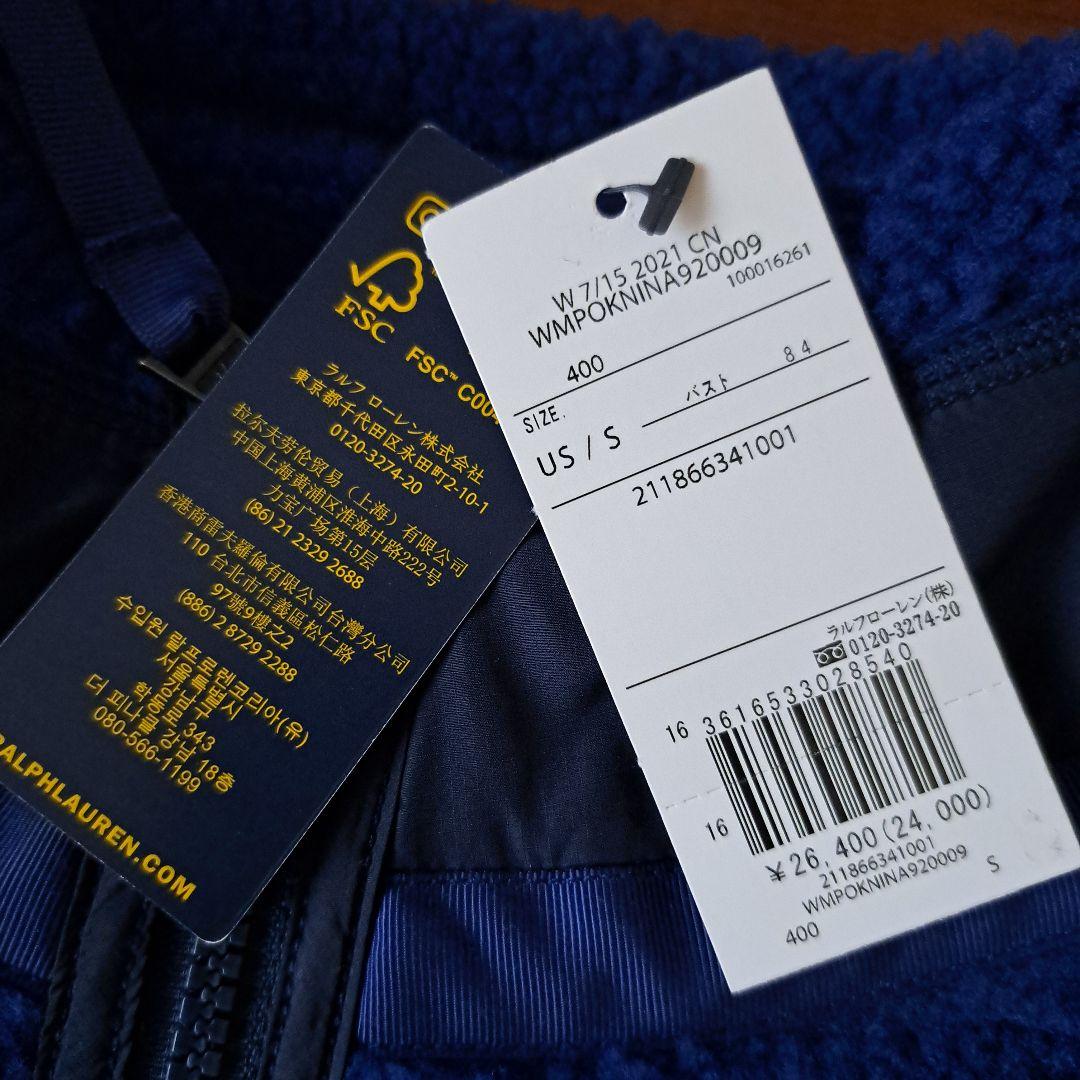 FSC
FSC™ C004
ラルフ ローレン株式会社
東京都千代田区永田町2-10-1
0120-3274-20
拉尔夫劳伦贸易（上海）有限公司
中国上海黄浦区淮海中路222号
力宝广场第15层
(86) 21 2329 2688
香港商雷夫羅倫有限公司台灣分公司
110 台北市信義區松仁路
97號9樓之2
(886) 2 8729 2288
수입원 랄프로렌코리아(유)
서울특별시
강남구
학동로 343
더 피나클 강남 18층
080-566-1199
RALPHLAUREN.COM
W 7/15 2021 CN
WMPOKNINA920009
100016261
400
SIZE.
バスト 84
US / S
211866341001
ラルフローレン(株)
0120-3274-20
16 3616533028540
16
¥26,400(24,000)
211866341001
WMPOKNINA920009
400 S